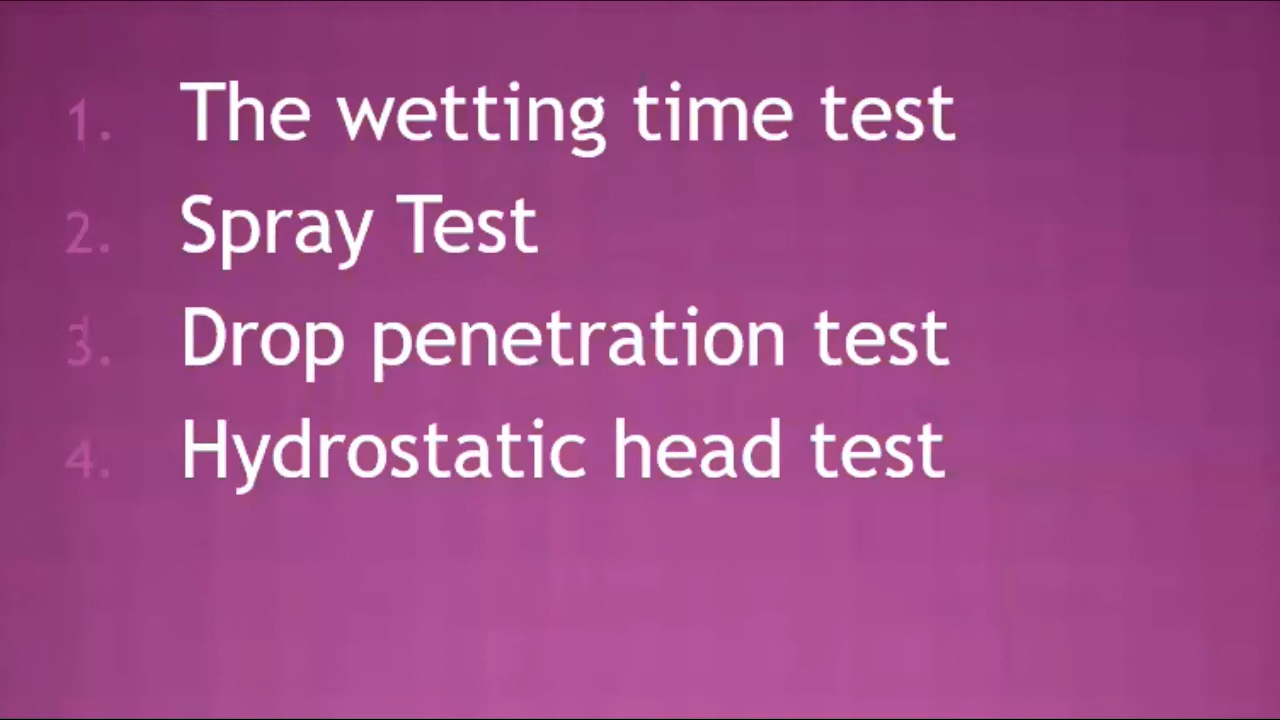 1. The wetting time test
2. Spray Test
3. Drop penetration test
4. Hydrostatic head test